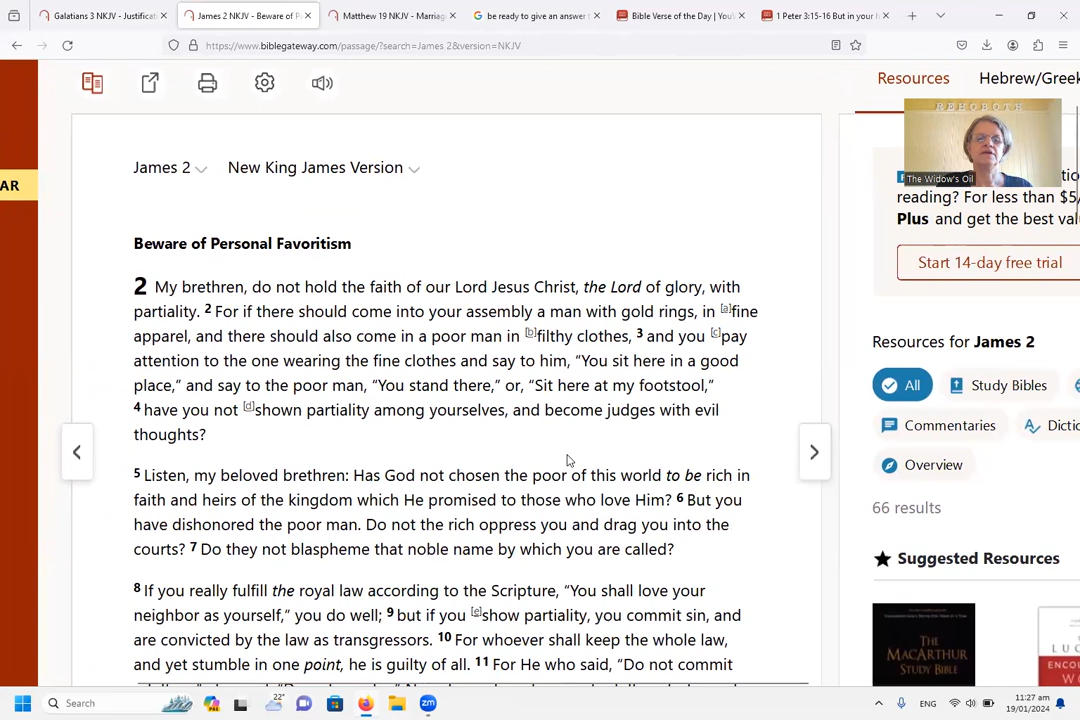 Galatians 3 NKJV - Justificati
James 2 NKJV - Beware of P
Matthew 19 NKJV - Marriag
be ready to give an answer
Bible Verse of the Day | YouV
1 Peter 3:15-16 But in your h
https://www.biblegateway.com/passage/?search=James 2&version=NKJV
Resources
Hebrew/Greek
REHOBOTH
The Widow's Oil
AR
James 2
New King James Version
reading? For less than $5/
Plus and get the best val
Start 14-day free trial
Beware of Personal Favoritism
2 My brethren, do not hold the faith of our Lord Jesus Christ, the Lord of glory, with
partiality. 2 For if there should come into your assembly a man with gold rings, in [a]fine
apparel, and there should also come in a poor man in [b]filthy clothes, 3 and you [c]pay
attention to the one wearing the fine clothes and say to him, “You sit here in a good
place,” and say to the poor man, “You stand there,” or, “Sit here at my footstool,”
4 have you not [d]shown partiality among yourselves, and become judges with evil
thoughts?
5 Listen, my beloved brethren: Has God not chosen the poor of this world to be rich in
faith and heirs of the kingdom which He promised to those who love Him? 6 But you
have dishonored the poor man. Do not the rich oppress you and drag you into the
courts? 7 Do they not blaspheme that noble name by which you are called?
8 If you really fulfill the royal law according to the Scripture, “You shall love your
neighbor as yourself,” you do well; 9 but if you [e]show partiality, you commit sin, and
are convicted by the law as transgressors. 10 For whoever shall keep the whole law,
and yet stumble in one point, he is guilty of all. 11 For He who said, “Do not commit
Resources for James 2
All
Study Bibles
Commentaries
Dictio
Overview
66 results
Suggested Resources
THE
MACARTHUR
STUDY BIBLE
ENCO
Search
22°
ENG
11:27 am
19/01/2024